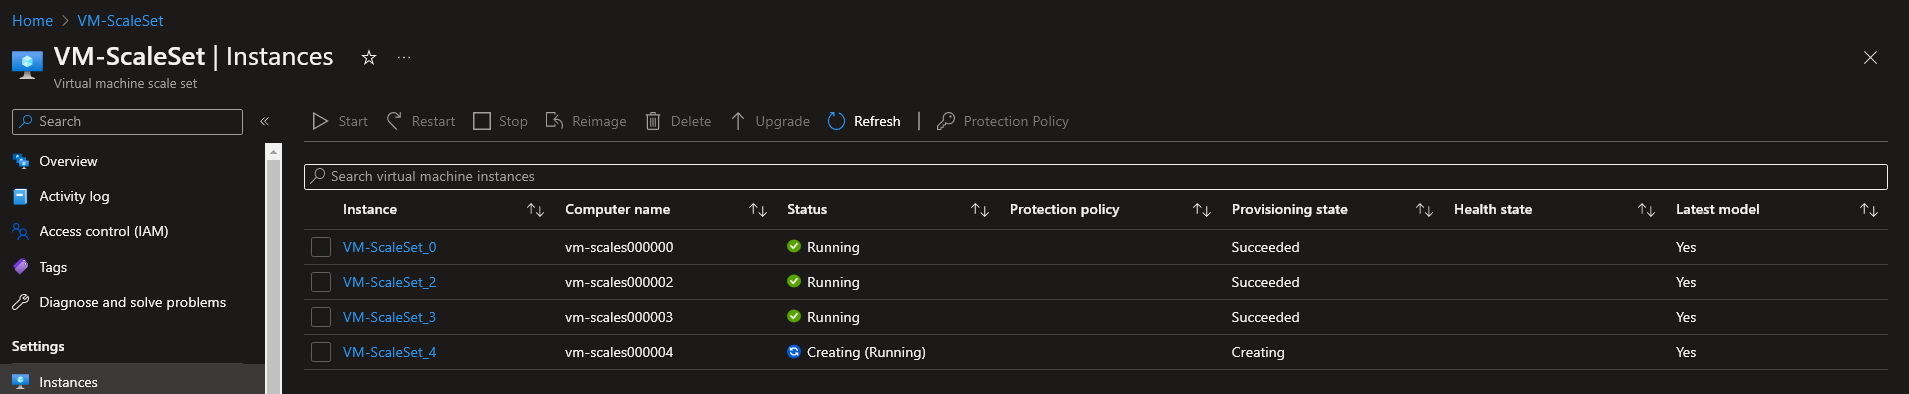 Home > VM-ScaleSet
VM-ScaleSet | Instances
Virtual machine scale set
Search
Overview
Activity log
Access control (IAM)
Tags
Diagnose and solve problems
Settings
Instances
Start Restart Stop Reimage Delete Upgrade Refresh Protection Policy
Search virtual machine instances
Instance Computer name Status Protection policy Provisioning state Health state Latest model
VM-ScaleSet_0 vm-scales000000 Running Succeeded Yes
VM-ScaleSet_2 vm-scales000002 Running Succeeded Yes
VM-ScaleSet_3 vm-scales000003 Running Succeeded Yes
VM-ScaleSet_4 vm-scales000004 Creating (Running) Creating Yes